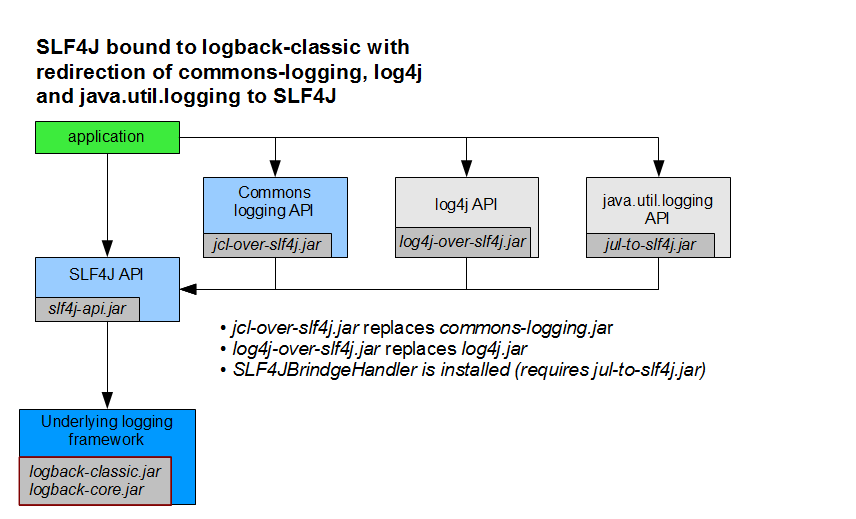 SLF4J bound to logback-classic with
redirection of commons-logging, log4j
and java.util.logging to SLF4J
application
Commons
logging API
jcl-over-slf4j.jar
log4j API
log4j-over-slf4j.jar
java.util.logging
API
jul-to-slf4j.jar
SLF4J API
slf4j-api.jar
• jcl-over-slf4j.jar replaces commons-logging.jar
• log4j-over-slf4j.jar replaces log4j.jar
• SLF4JBrindgeHandler is installed (requires jul-to-slf4j.jar)
Underlying logging
framework
logback-classic.jar
logback-core.jar